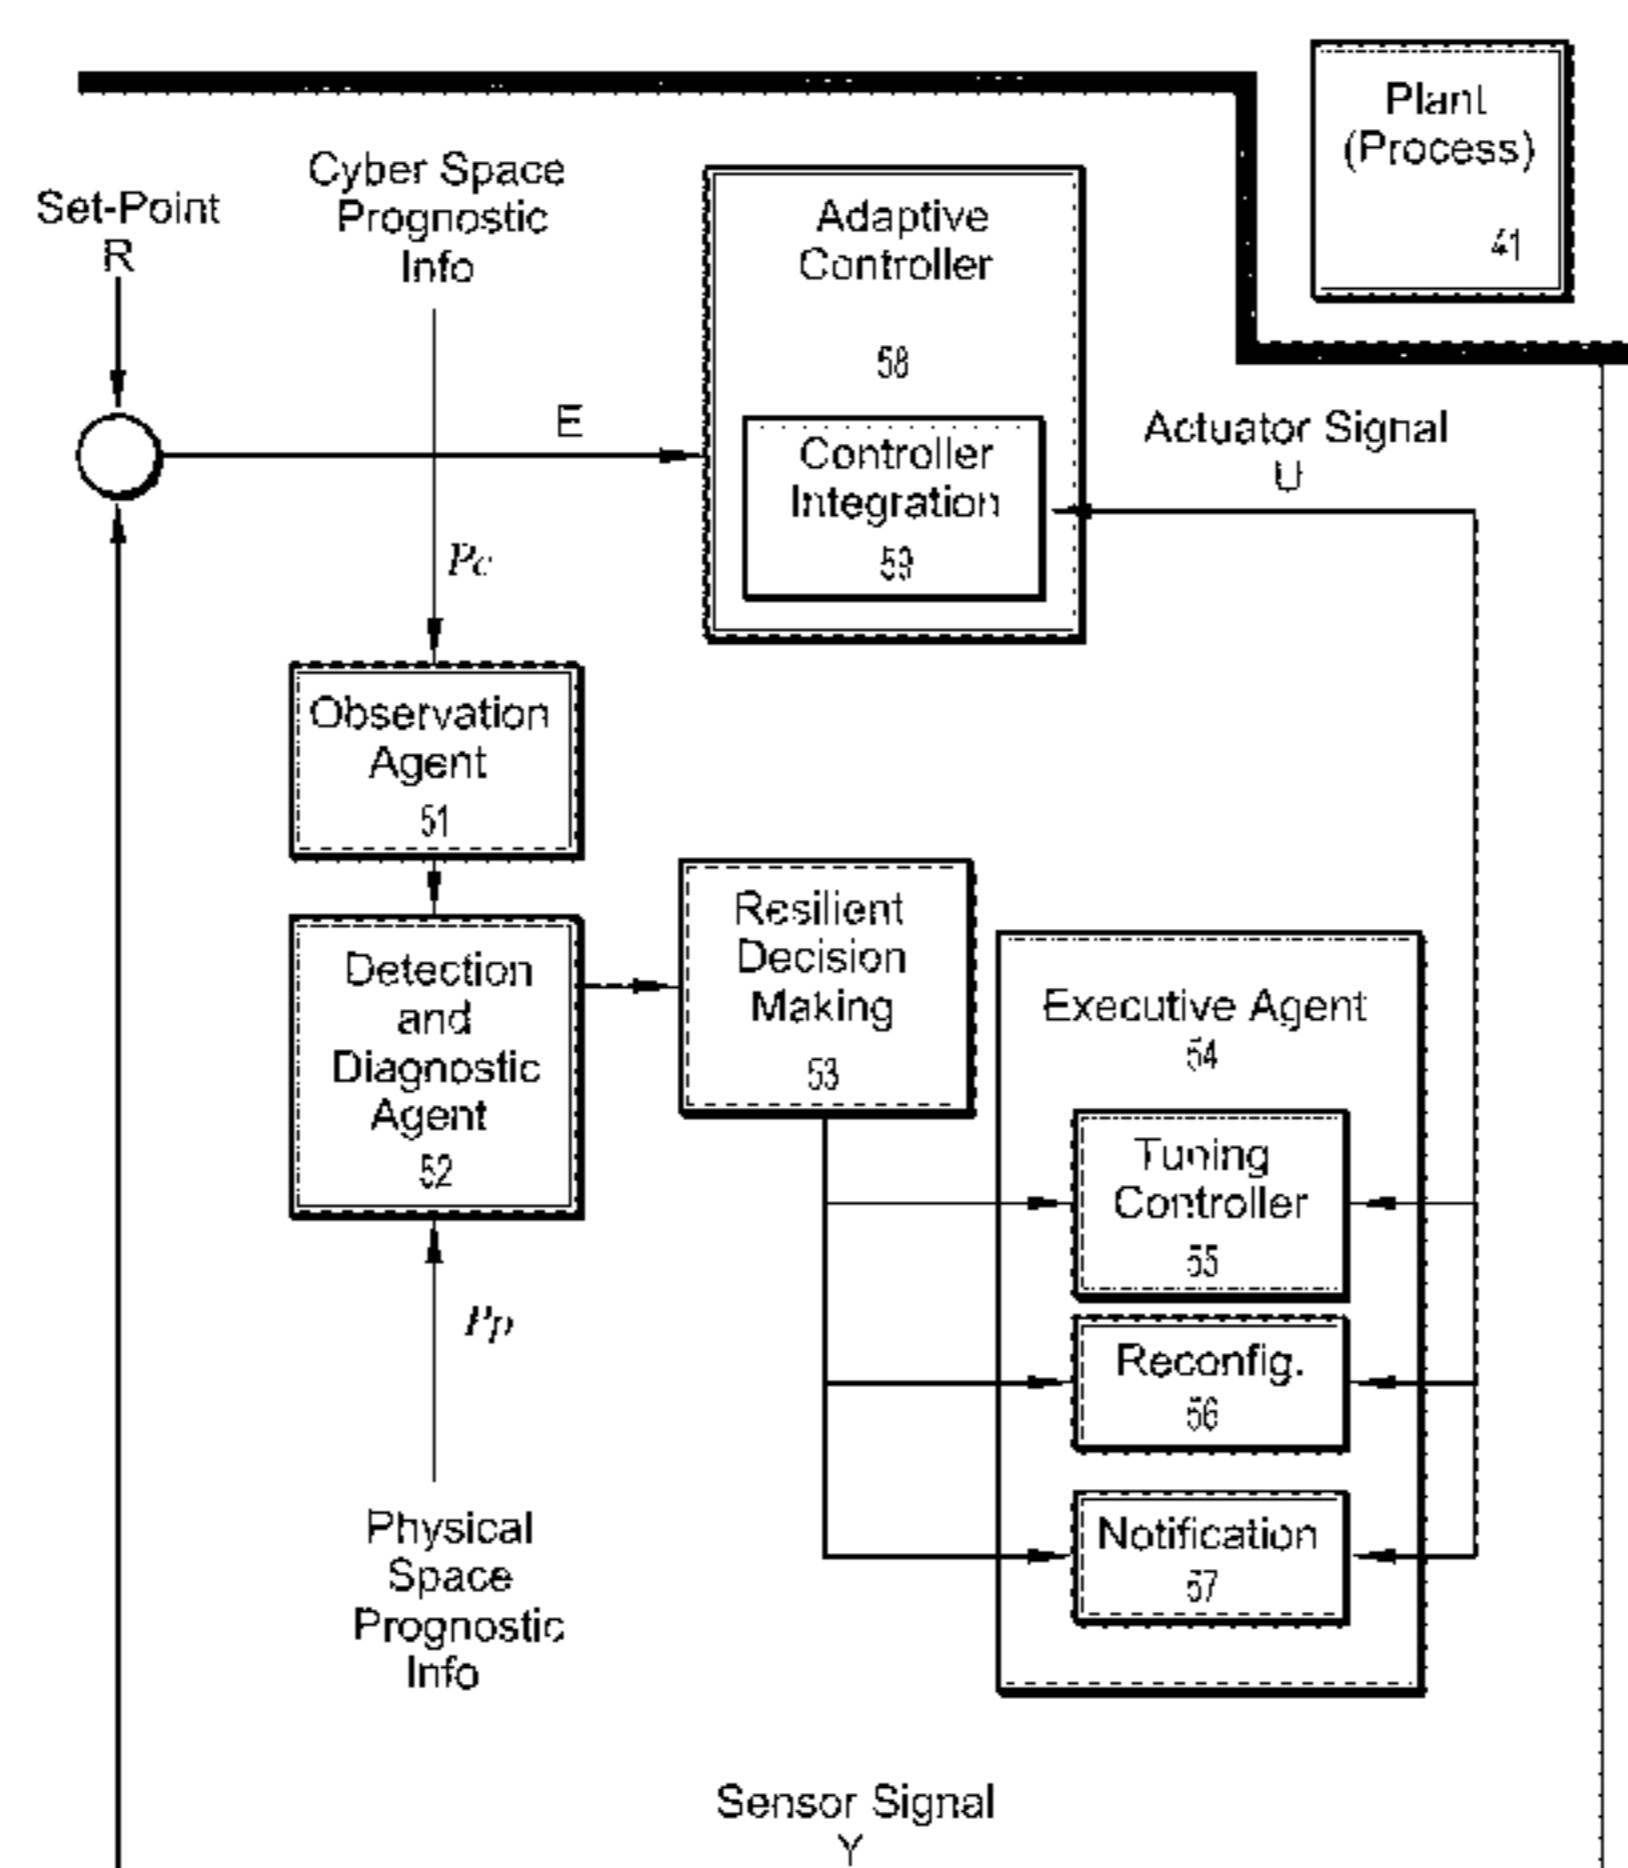 Plant
(Process)
41
Set-Point
R
Cyber Space
Prognostic
Info
Adaptive
Controller
58
E
Controller
Integration
59
Actuator Signal
U
Pc
Observation
Agent
51
Detection
and
Diagnostic
Agent
52
Resilient
Decision
Making
53
Executive Agent
54
Tuning
Controller
55
Reconfig.
56
Notification
57
Pp
Physical
Space
Prognostic
Info
Sensor Signal
Y